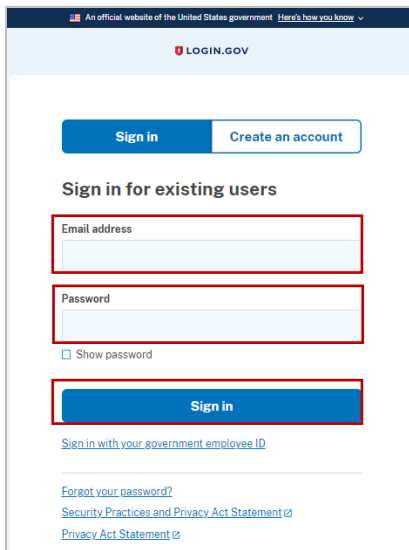 An official website of the United States government Here's how you know
LOGIN.GOV
Sign in Create an account
Sign in for existing users
Email address
Password
Show password
Sign in
Sign in with your government employee ID
Forgot your password?
Security Practices and Privacy Act Statement
Privacy Act Statement